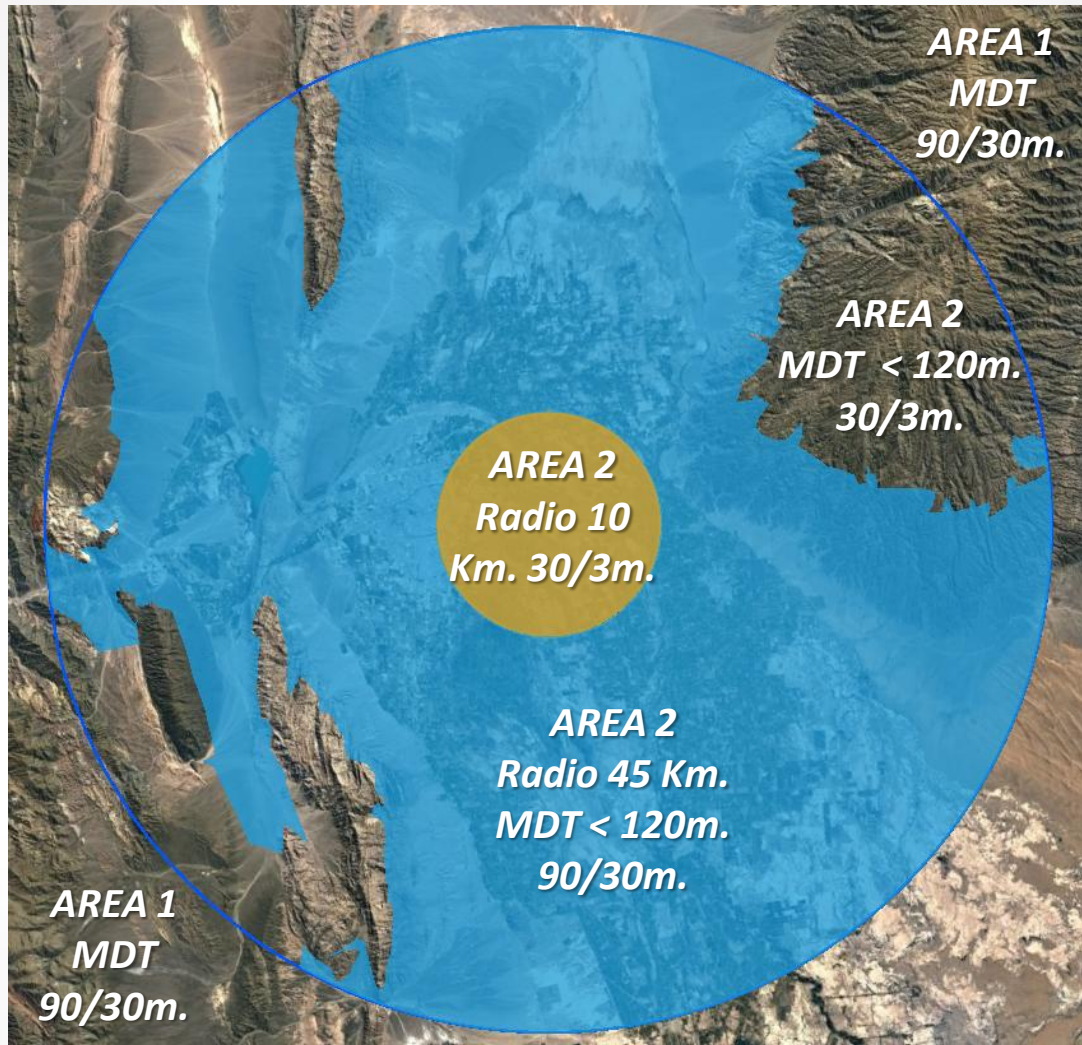 AREA 1
MDT
90/30m.
AREA 2
MDT < 120m.
30/3m.
AREA 2
Radio 10
Km. 30/3m.
AREA 2
Radio 45 Km.
MDT < 120m.
90/30m.
AREA 1
MDT
90/30m.